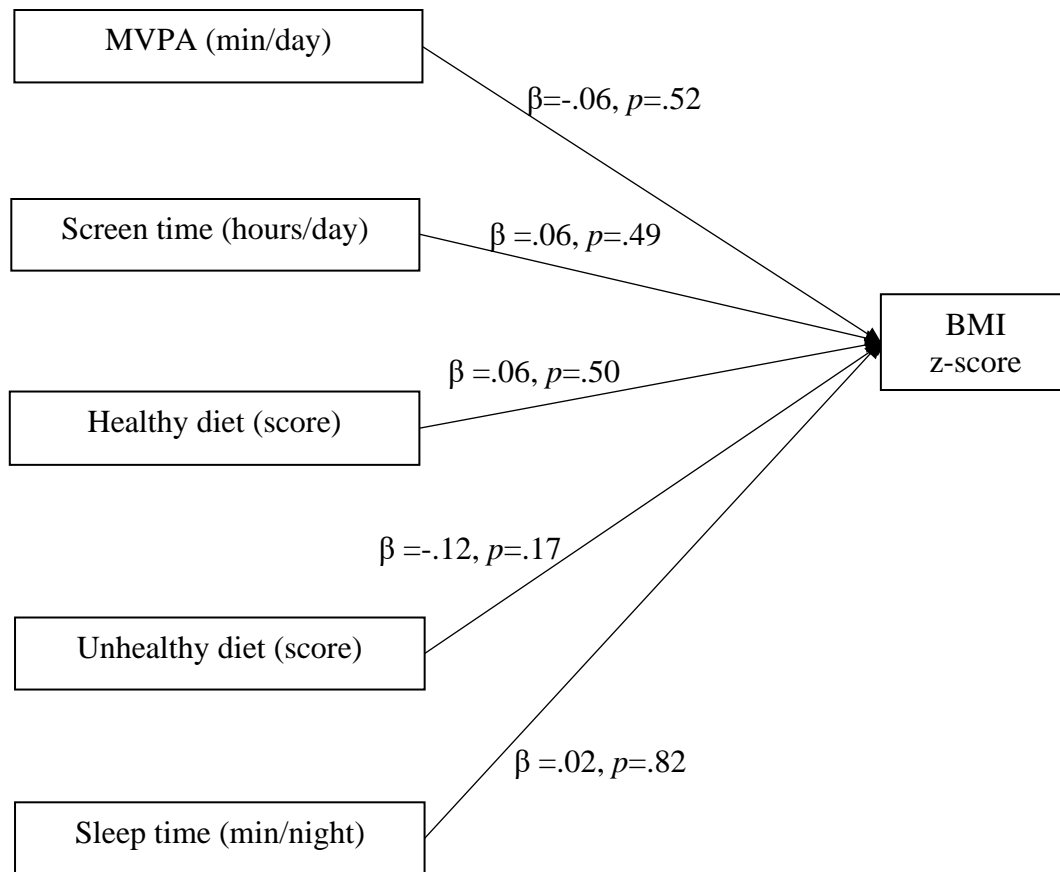 MVPA (min/day)
β=-.06, p=.52
Screen time (hours/day)
β =.06, p=.49
BMI
z-score
β =.06, p=.50
Healthy diet (score)
β =-.12, p=.17
Unhealthy diet (score)
β =.02, p=.82
Sleep time (min/night)